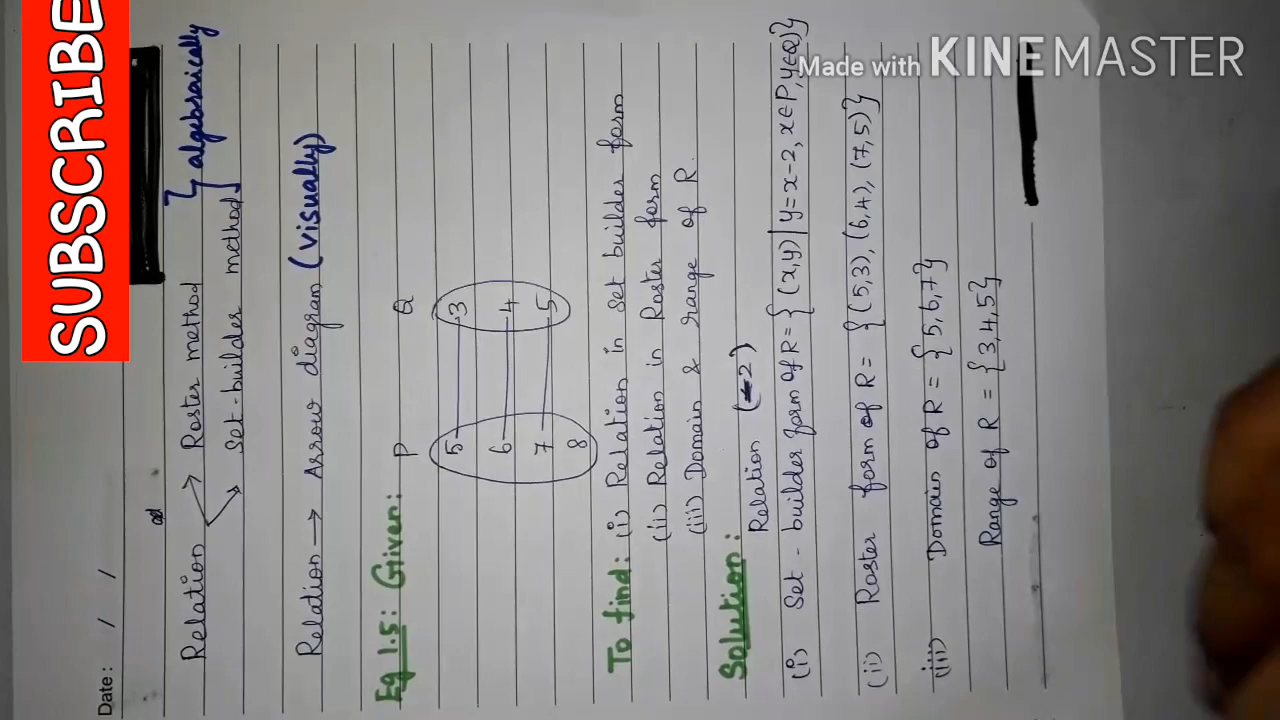 SUBSCRIBE
Made with KINEMASTER
Date: / /
Relation → Roster method
→ Set-builder method } algebraically
Relation → Arrow diagram (visually)
Eg 1.5: Given:
P Q
5 3
6 4
7 5
8
To find: (i) Relation in set builder form
(ii) Relation in Roster form
(iii) Domain & range of R.
Solution:
Relation (-2)
(i) Set-builder form of R = {(x,y) | y = x-2, x∈P, y∈Q}
(ii) Roster form of R = {(5,3), (6,4), (7,5)}
(iii) Domain of R = {5,6,7}
Range of R = {3,4,5}